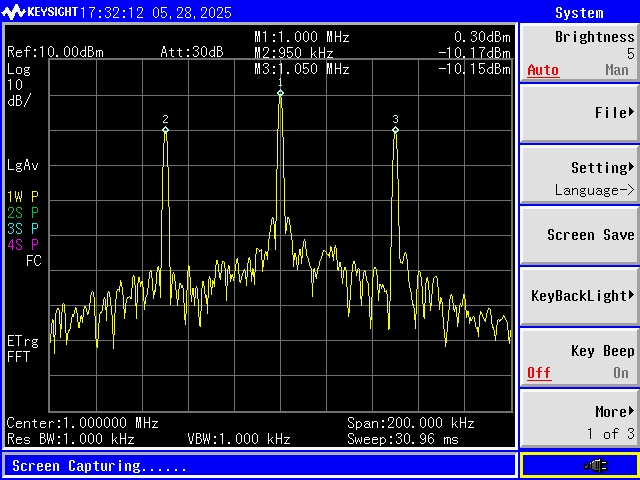 KEYSIGHT 17:32:12 05,28,2025
System
M1:1.000 MHz 0.30dBm
Ref:10.00dBm Att:30dB M2:950 kHz -10.17dBm
Log M3:1.050 MHz -10.15dBm
10
dB/
1
2
3
LgAv
1W P
2S P
3S P
4S P
FC
ETrg
FFT
Center:1.000000 MHz Span:200.000 kHz
Res BW:1.000 kHz VBW:1.000 kHz Sweep:30.96 ms
Screen Capturing......
Brightness
5
Auto Man
File
Setting
Language->
Screen Save
KeyBackLight
Key Beep
Off On
More
1 of 3